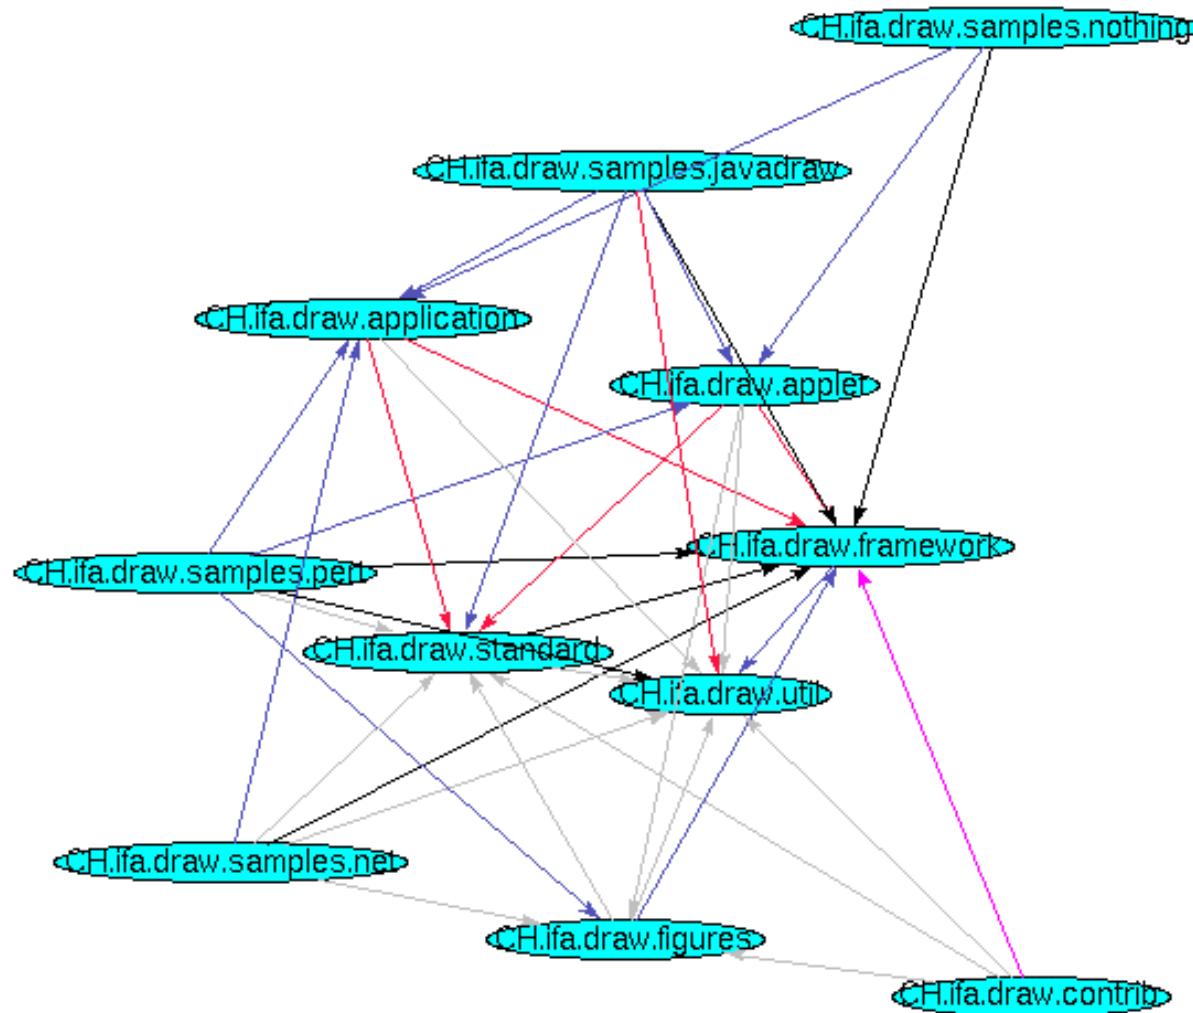 CH.ifa.draw.samples.nothing
CH.ifa.draw.samples.javadraw
CH.ifa.draw.application
CH.ifa.draw.applet
CH.ifa.draw.framework
CH.ifa.draw.samples.pert
CH.ifa.draw.standard
CH.ifa.draw.util
CH.ifa.draw.samples.net
CH.ifa.draw.figures
CH.ifa.draw.contrib